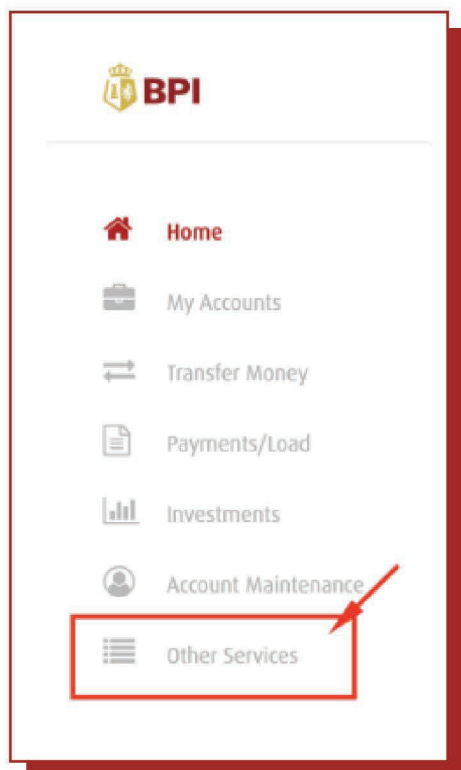 BPI
Home
My Accounts
Transfer Money
Payments/Load
Investments
Account Maintenance
Other Services